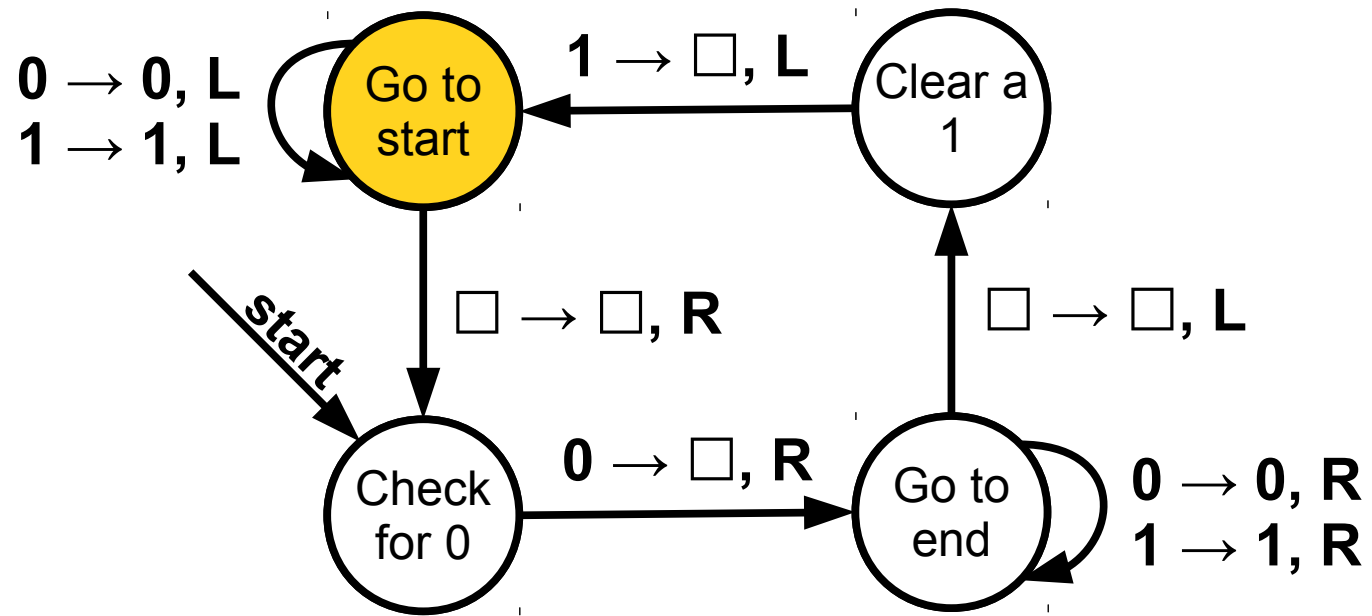 0 → 0, L
1 → 1, L
Go to
start
1 → □, L
Clear a
1
□ → □, R
□ → □, L
start
Check
for 0
0 → □, R
Go to
end
0 → 0, R
1 → 1, R